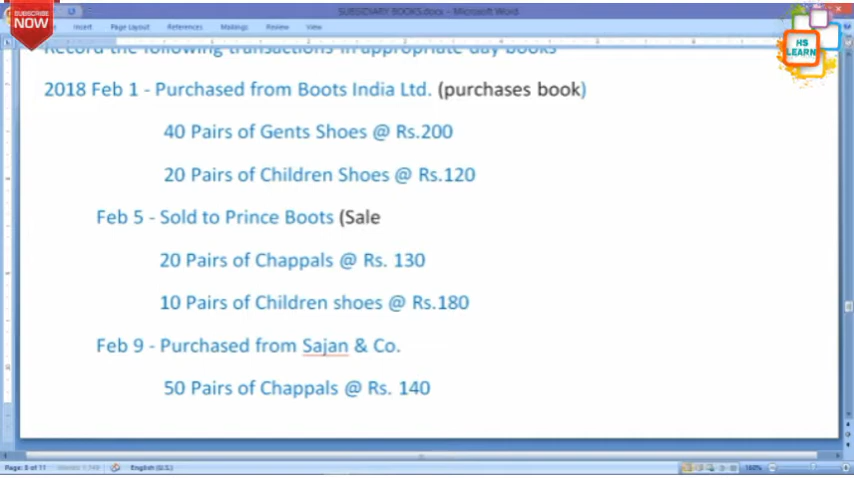 SUBSCRIBE
NOW
SUBSIDIARY BOOKS.docx - Microsoft Word
Insert Page Layout References Mailings Review View
HS
LEARN
Record the following transactions in appropriate day books
2018 Feb 1 - Purchased from Boots India Ltd. (purchases book)
40 Pairs of Gents Shoes @ Rs.200
20 Pairs of Children Shoes @ Rs.120
Feb 5 - Sold to Prince Boots (Sale
20 Pairs of Chappals @ Rs. 130
10 Pairs of Children shoes @ Rs.180
Feb 9 - Purchased from Sajan & Co.
50 Pairs of Chappals @ Rs. 140
Page: 8 of 11 Words: 1,749 English (U.S.) 160%